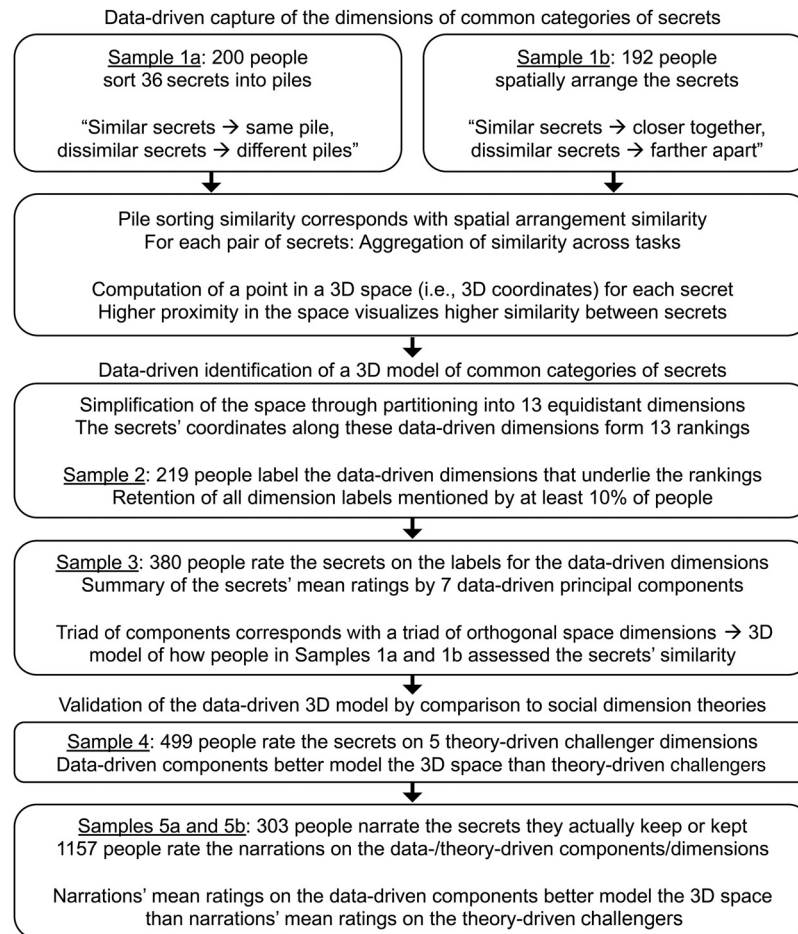 Data-driven capture of the dimensions of common categories of secrets
Sample 1a: 200 people
sort 36 secrets into piles
“Similar secrets → same pile,
dissimilar secrets → different piles”
Sample 1b: 192 people
spatially arrange the secrets
“Similar secrets → closer together,
dissimilar secrets → farther apart”
Pile sorting similarity corresponds with spatial arrangement similarity
For each pair of secrets: Aggregation of similarity across tasks
Computation of a point in a 3D space (i.e., 3D coordinates) for each secret
Higher proximity in the space visualizes higher similarity between secrets
Data-driven identification of a 3D model of common categories of secrets
Simplification of the space through partitioning into 13 equidistant dimensions
The secrets’ coordinates along these data-driven dimensions form 13 rankings
Sample 2: 219 people label the data-driven dimensions that underlie the rankings
Retention of all dimension labels mentioned by at least 10% of people
Sample 3: 380 people rate the secrets on the labels for the data-driven dimensions
Summary of the secrets’ mean ratings by 7 data-driven principal components
Triad of components corresponds with a triad of orthogonal space dimensions → 3D
model of how people in Samples 1a and 1b assessed the secrets’ similarity
Validation of the data-driven 3D model by comparison to social dimension theories
Sample 4: 499 people rate the secrets on 5 theory-driven challenger dimensions
Data-driven components better model the 3D space than theory-driven challengers
Samples 5a and 5b: 303 people narrate the secrets they actually keep or kept
1157 people rate the narrations on the data-/theory-driven components/dimensions
Narrations’ mean ratings on the data-driven components better model the 3D space
than narrations’ mean ratings on the theory-driven challengers